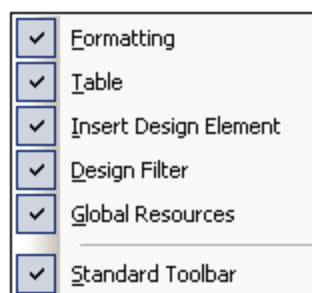 Formatting
Table
Insert Design Element
Design Filter
Global Resources
Standard Toolbar